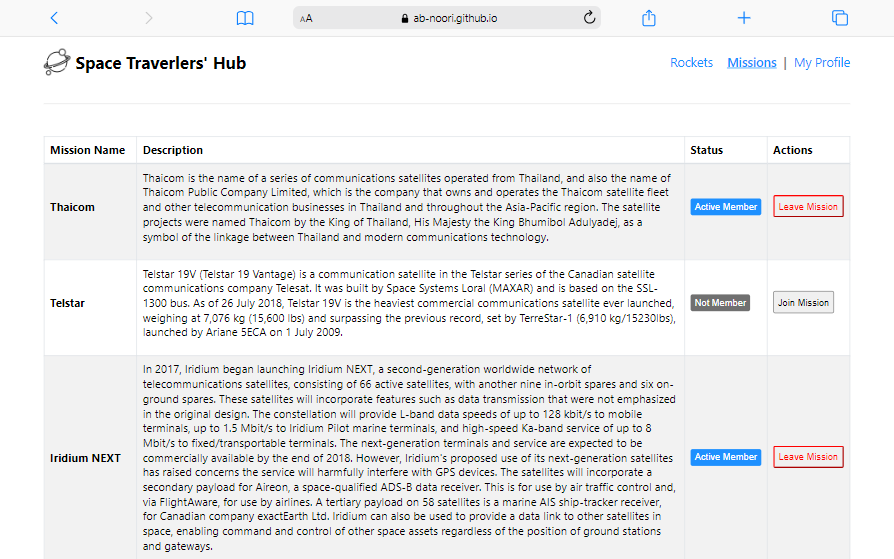 AA ab-noori.github.io
Space Traverlers' Hub
Rockets Missions | My Profile
Mission Name Description Status Actions
Thaicom
Thaicom is the name of a series of communications satellites operated from Thailand, and also the name of
Thaicom Public Company Limited, which is the company that owns and operates the Thaicom satellite fleet
and other telecommunication businesses in Thailand and throughout the Asia-Pacific region. The satellite
projects were named Thaicom by the King of Thailand, His Majesty the King Bhumibol Adulyadej, as a
symbol of the linkage between Thailand and modern communications technology.
Active Member
Leave Mission
Telstar
Telstar 19V (Telstar 19 Vantage) is a communication satellite in the Telstar series of the Canadian satellite
communications company Telesat. It was built by Space Systems Loral (MAXAR) and is based on the SSL-
1300 bus. As of 26 July 2018, Telstar 19V is the heaviest commercial communications satellite ever launched,
weighing at 7,076 kg (15,600 lbs) and surpassing the previous record, set by TerreStar-1 (6,910 kg/15230lbs),
launched by Ariane 5ECA on 1 July 2009.
Not Member
Join Mission
Iridium NEXT
In 2017, Iridium began launching Iridium NEXT, a second-generation worldwide network of
telecommunications satellites, consisting of 66 active satellites, with another nine in-orbit spares and six on-
ground spares. These satellites will incorporate features such as data transmission that were not emphasized
in the original design. The constellation will provide L-band data speeds of up to 128 kbit/s to mobile
terminals, up to 1.5 Mbit/s to Iridium Pilot marine terminals, and high-speed Ka-band service of up to 8
Mbit/s to fixed/transportable terminals. The next-generation terminals and service are expected to be
commercially available by the end of 2018. However, Iridium's proposed use of its next-generation satellites
has raised concerns the service will harmfully interfere with GPS devices. The satellites will incorporate a
secondary payload for Aireon, a space-qualified ADS-B data receiver. This is for use by air traffic control and,
via FlightAware, for use by airlines. A tertiary payload on 58 satellites is a marine AIS ship-tracker receiver,
for Canadian company exactEarth Ltd. Iridium can also be used to provide a data link to other satellites in
space, enabling command and control of other space assets regardless of the position of ground stations
and gateways.
Active Member
Leave Mission